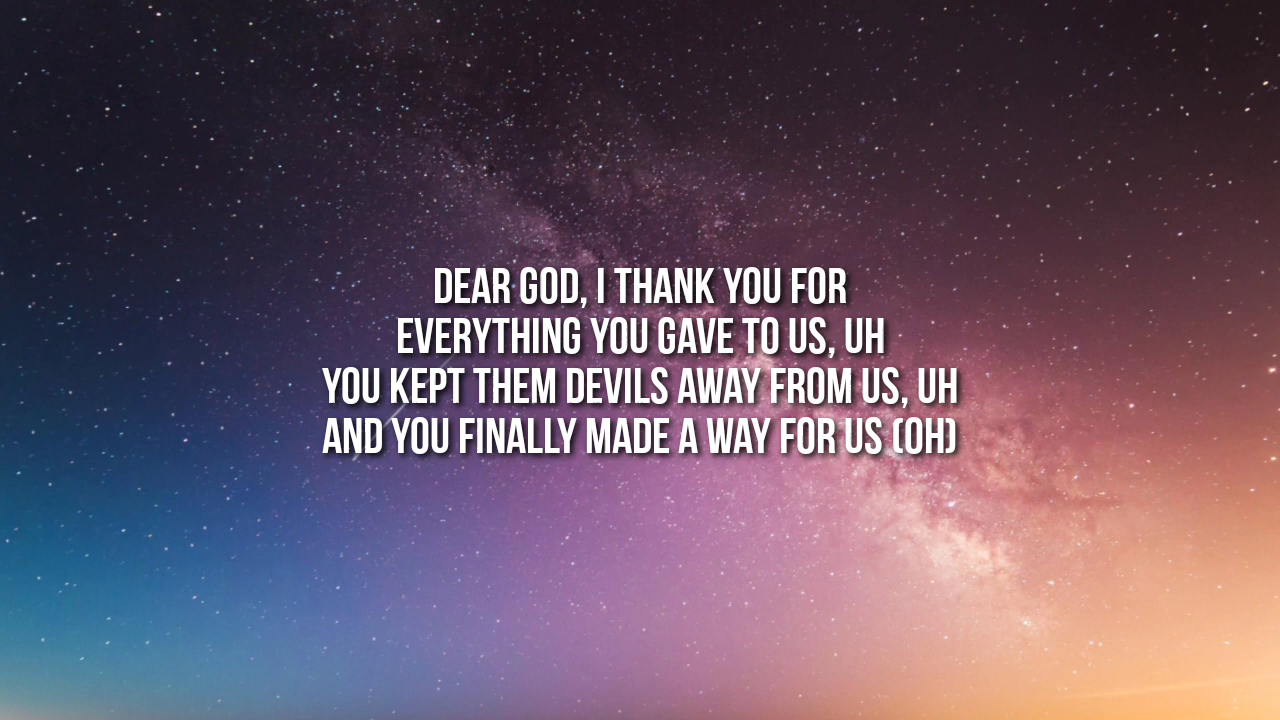 DEAR GOD, I THANK YOU FOR
EVERYTHING YOU GAVE TO US, UH
YOU KEPT THEM DEVILS AWAY FROM US, UH
AND YOU FINALLY MADE A WAY FOR US (OH)